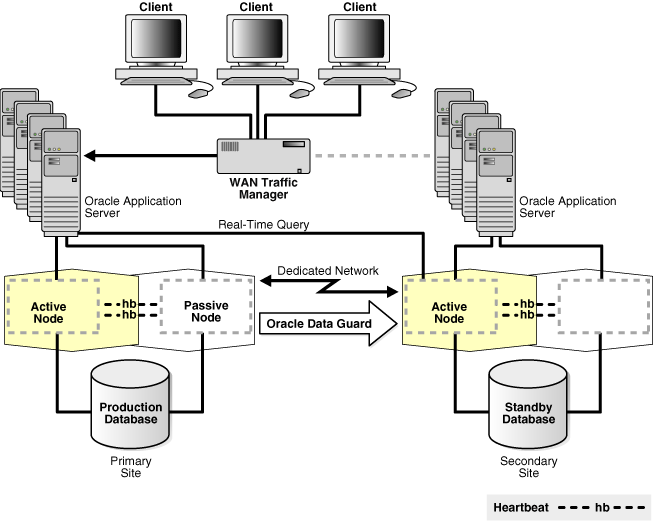 Client
Client
Client
WAN Traffic
Manager
Oracle Application
Server
Oracle Application
Server
Real-Time Query
Dedicated Network
Active
Node
hb
hb
Passive
Node
Oracle Data Guard
Active
Node
hb
hb
Production
Database
Standby
Database
Primary
Site
Secondary
Site
Heartbeat
hb